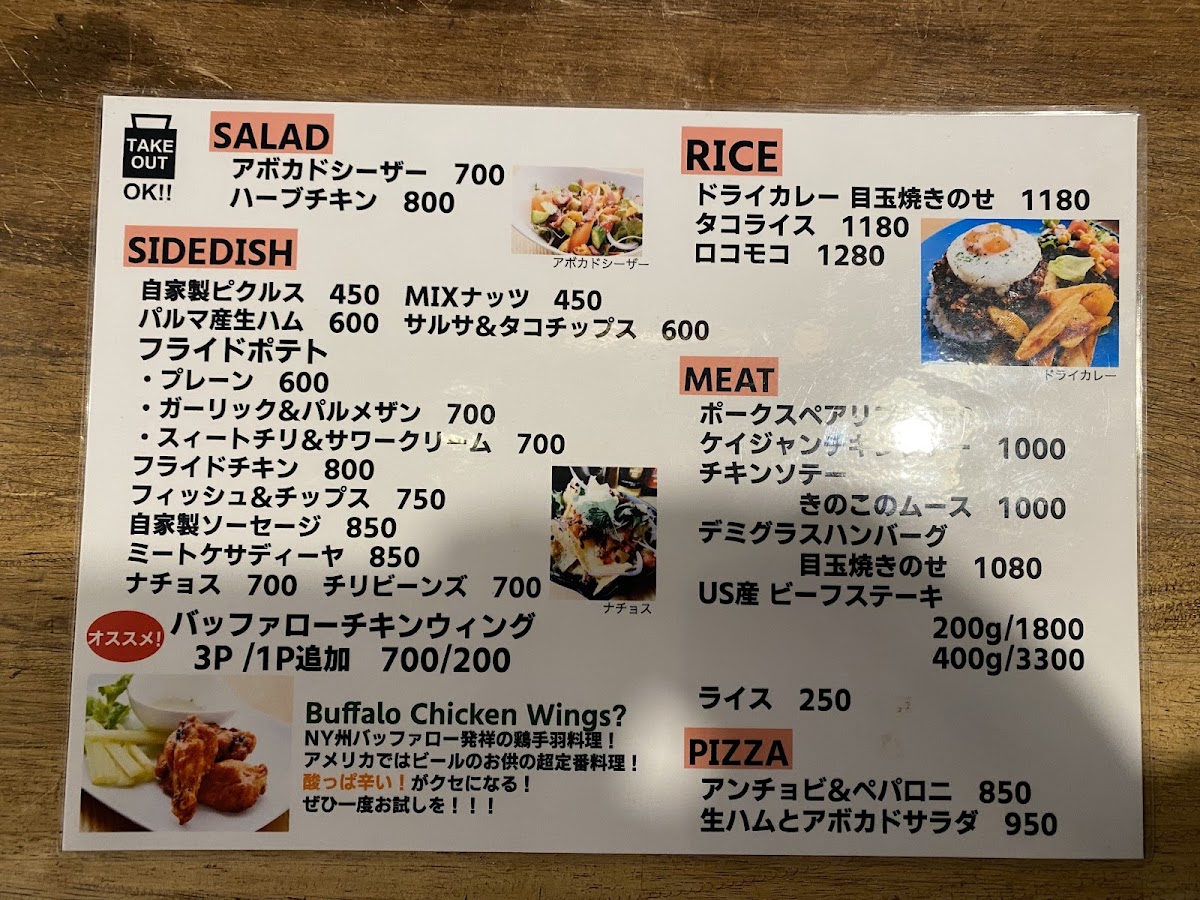 TAKE
OUT
OK!!
SALAD
アボカドシーザー 700
ハーブチキン 800
アボカドシーザー
SIDEDISH
自家製ピクルス 450 MIXナッツ 450
パルマ産生ハム 600 サルサ&タコチップス 600
フライドポテト
・プレーン 600
・ガーリック&パルメザン 700
・スィートチリ&サワークリーム 700
フライドチキン 800
フィッシュ&チップス 750
自家製ソーセージ 850
ミートケサディーヤ 850
ナチョス 700 チリビーンズ 700
ナチョス
オススメ!
バッファローチキンウィング
3P /1P追加 700/200
Buffalo Chicken Wings?
NY州バッファロー発祥の鶏手羽料理！
アメリカではビールのお供の超定番料理！
酸っぱ辛い！がクセになる！
ぜひ一度お試しを！！！
RICE
ドライカレー 目玉焼きのせ 1180
タコライス 1180
ロコモコ 1280
ドライカレー
MEAT
ポークスペアリブ
ケイジャンチキン 1000
チキンソテー
きのこのムース 1000
デミグラスハンバーグ
目玉焼きのせ 1080
US産 ビーフステーキ
200g/1800
400g/3300
ライス 250
PIZZA
アンチョビ&ペパロニ 850
生ハムとアボカドサラダ 950